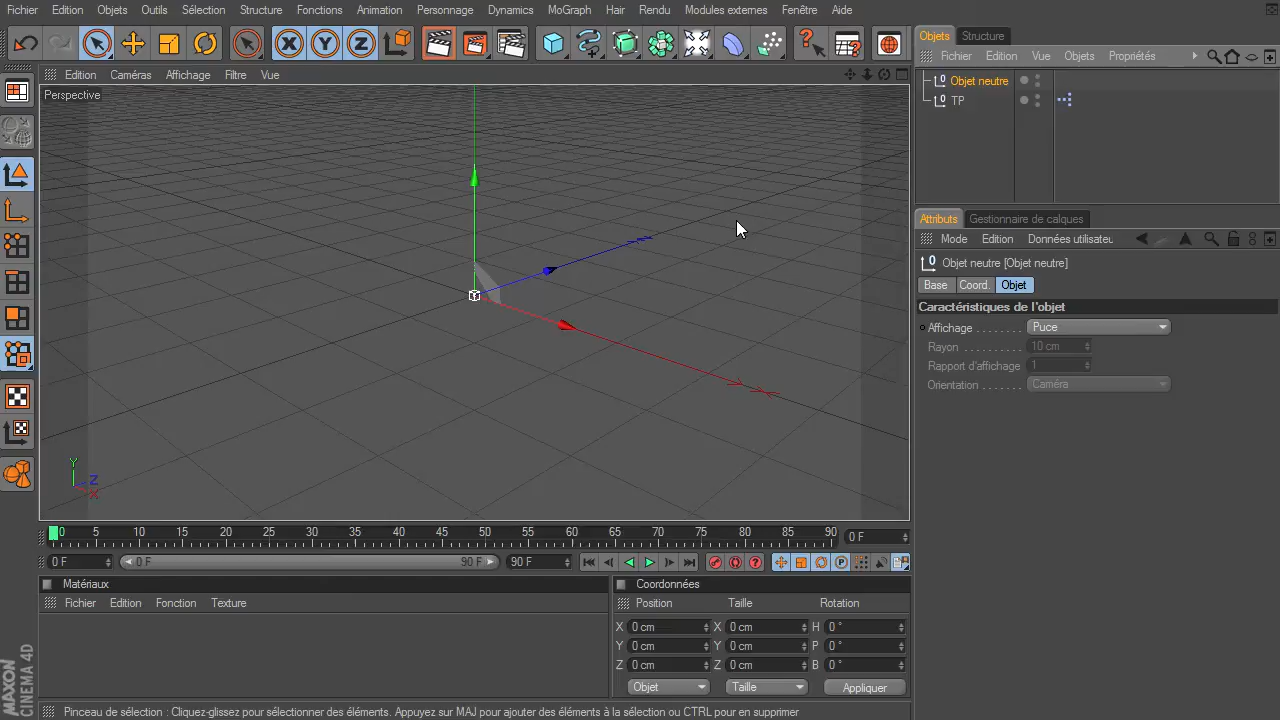 Fichier Edition Objets Outils Sélection Structure Fonctions Animation Personnage Dynamics MoGraph Hair Rendu Modules externes Fenêtre Aide
Objets Structure
Fichier Edition Vue Objets Propriétés
Edition Caméras Affichage Filtre Vue
Perspective
Objet neutre
TP
Attributs Gestionnaire de calques
Mode Edition Données utilisateu
Objet neutre [Objet neutre]
Base Coord. Objet
Caractéristiques de l'objet
Affichage Puce
Rayon 10 cm
Rapport d'affichage 1
Orientation Caméra
Y
Z
X
0 5 10 15 20 25 30 35 40 45 50 55 60 65 70 75 80 85 90 0 F
0 F 0 F 90 F 90 F
Matériaux
Fichier Edition Fonction Texture
Coordonnées
Position Taille Rotation
X 0 cm X 0 cm H 0 °
Y 0 cm Y 0 cm P 0 °
Z 0 cm Z 0 cm B 0 °
Objet Taille Appliquer
MAXON
CINEMA 4D
Pinceau de sélection : Cliquez-glissez pour sélectionner des éléments. Appuyez sur MAJ pour ajouter des éléments à la sélection ou CTRL pour en supprimer